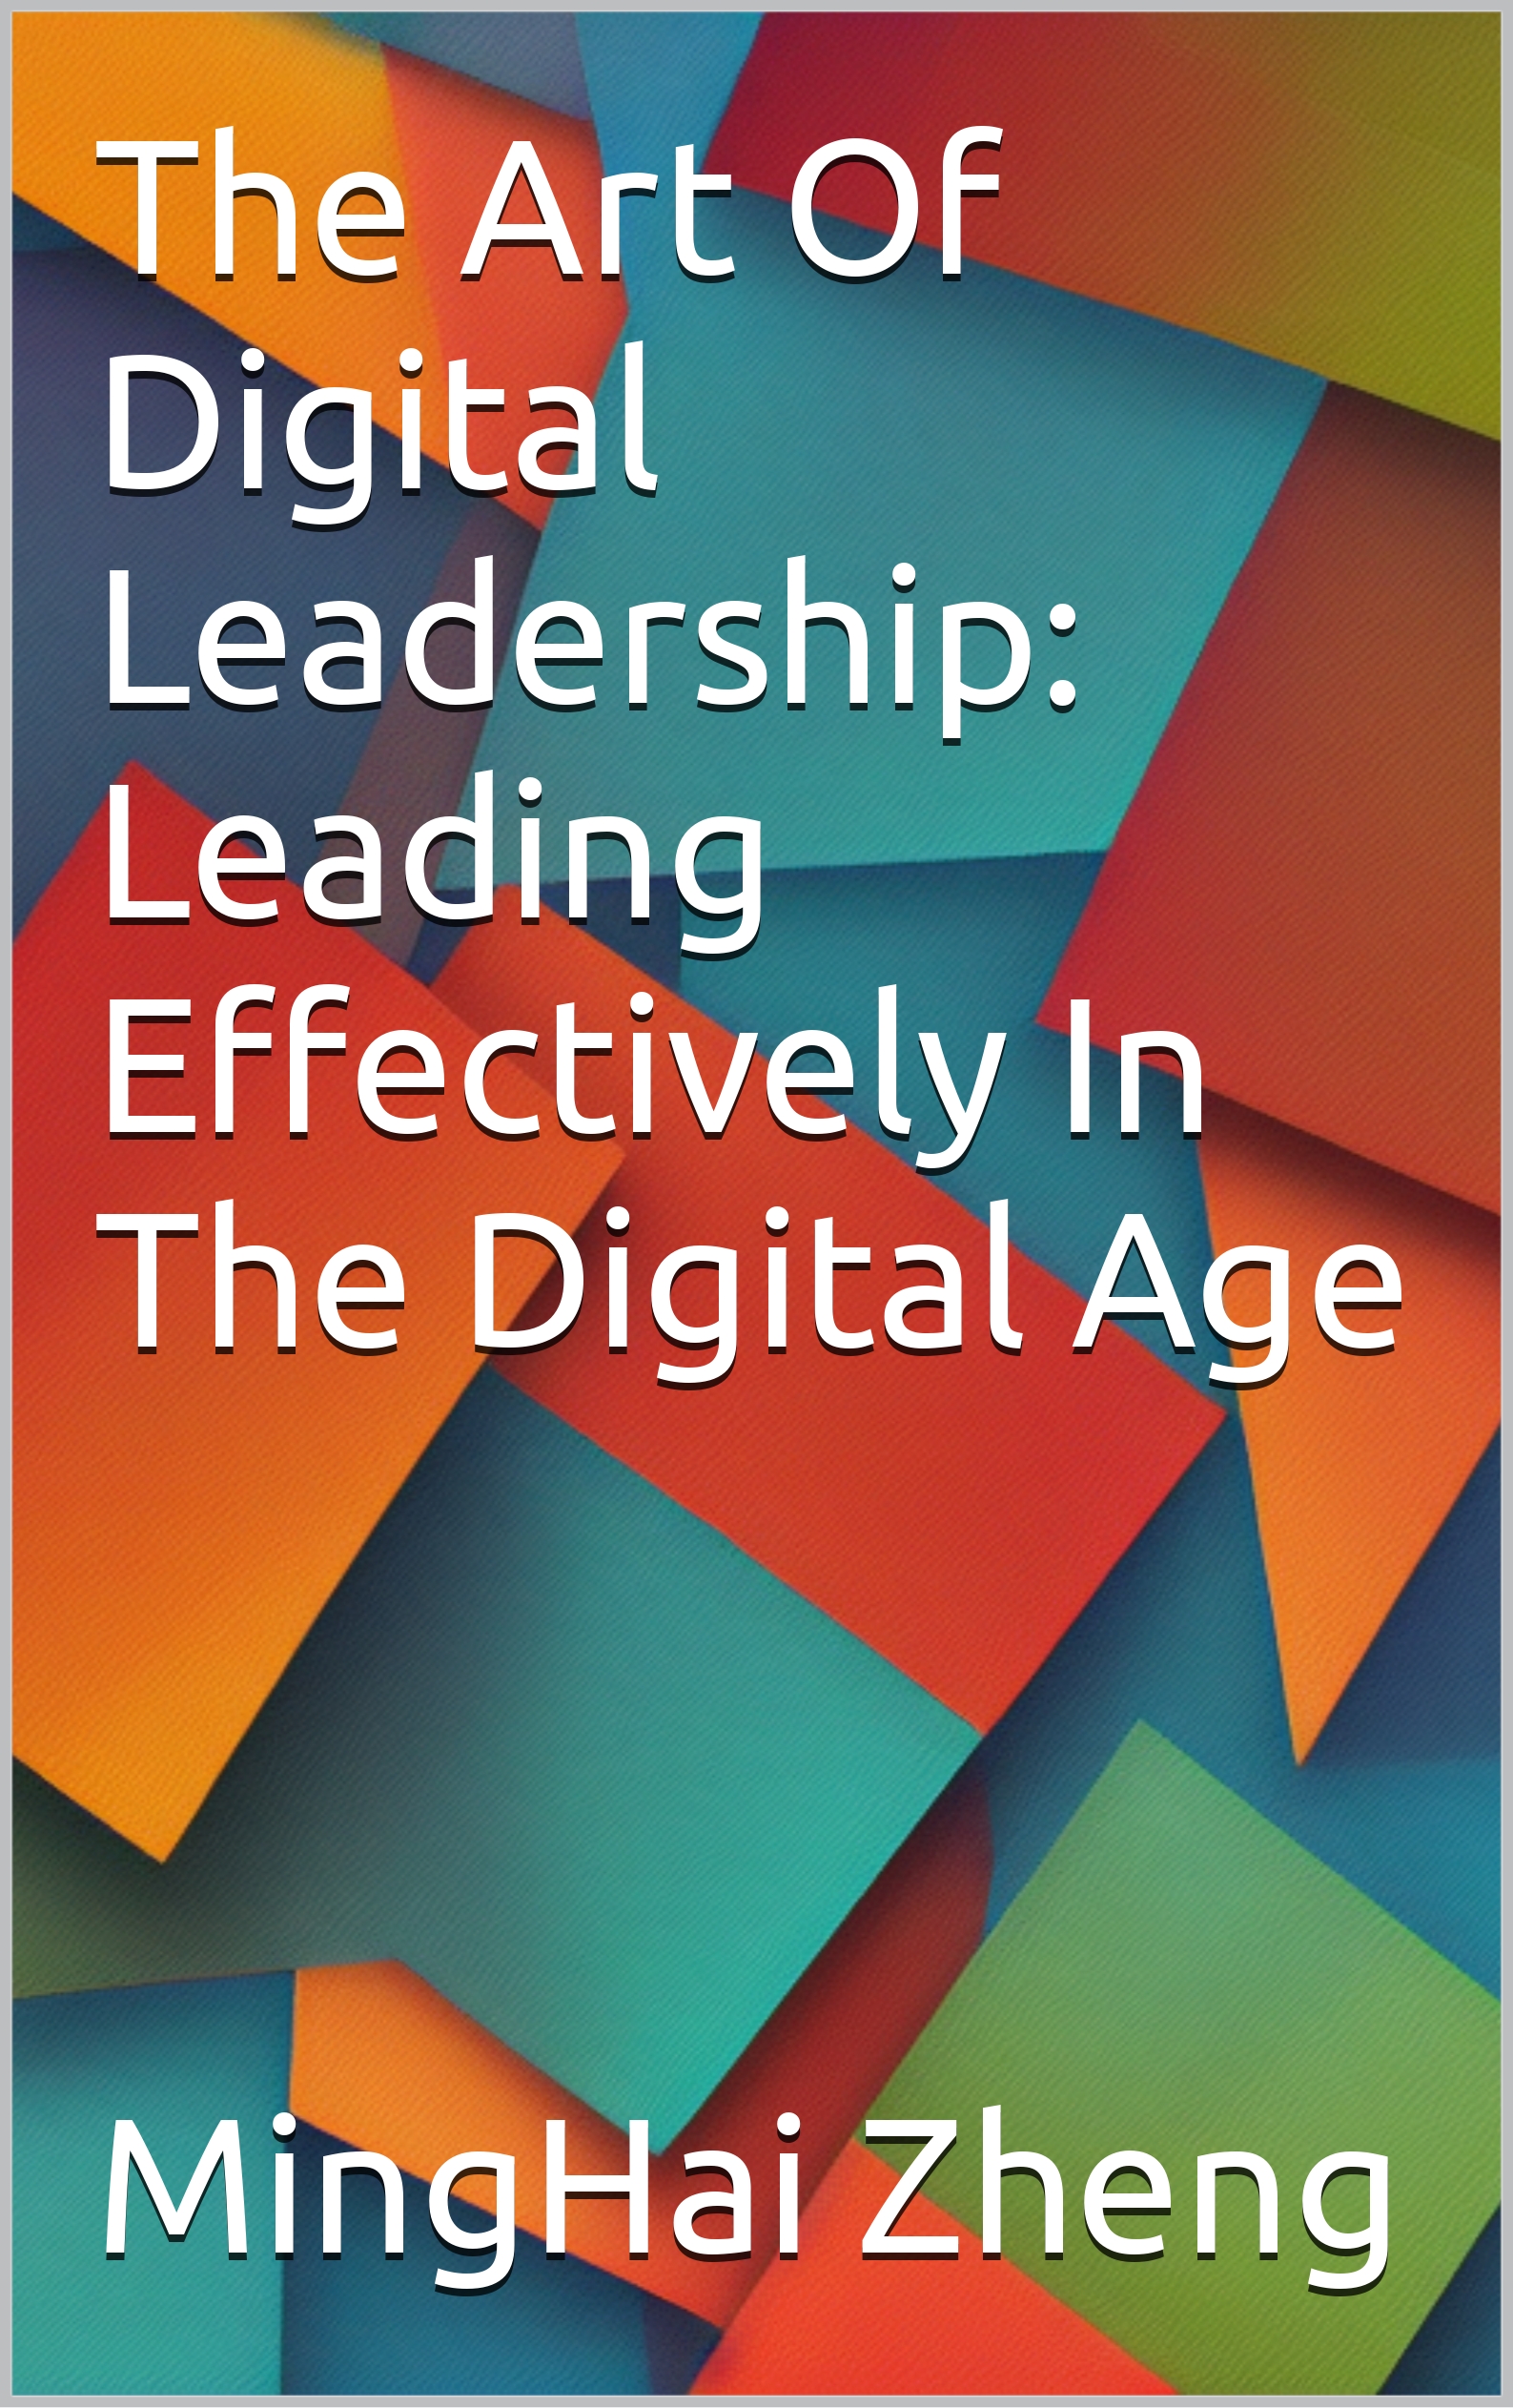 The Art Of
Digital
Leadership:
Leading
Effectively In
The Digital Age
MingHai Zheng